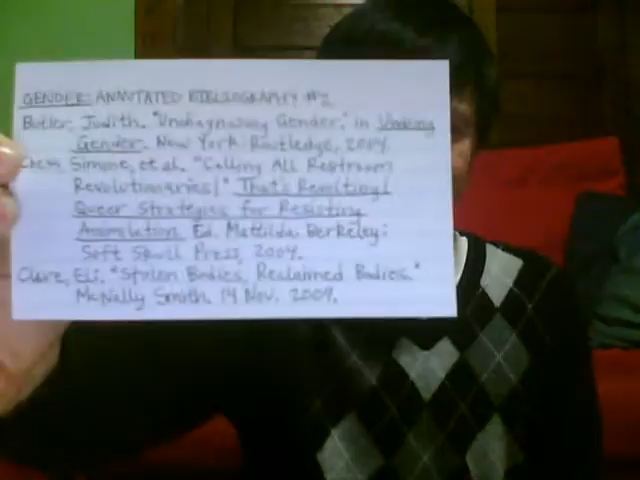 GENDER: ANNOTATED BIBLIOGRAPHY #2
Butler, Judith. "Undiagnosing Gender," in Undoing
Gender. New York: Routledge, 2004.
Chess, Simone, et al. "Calling All Restroom
Revolutionaries!" That's Revolting!
Queer Strategies for Resisting
Assimilation. Ed. Mattilda. Berkeley:
Soft Skull Press, 2004.
Clare, Eli. "Stolen Bodies, Reclaimed Bodies."
McNally Smith. 14 Nov. 2009.